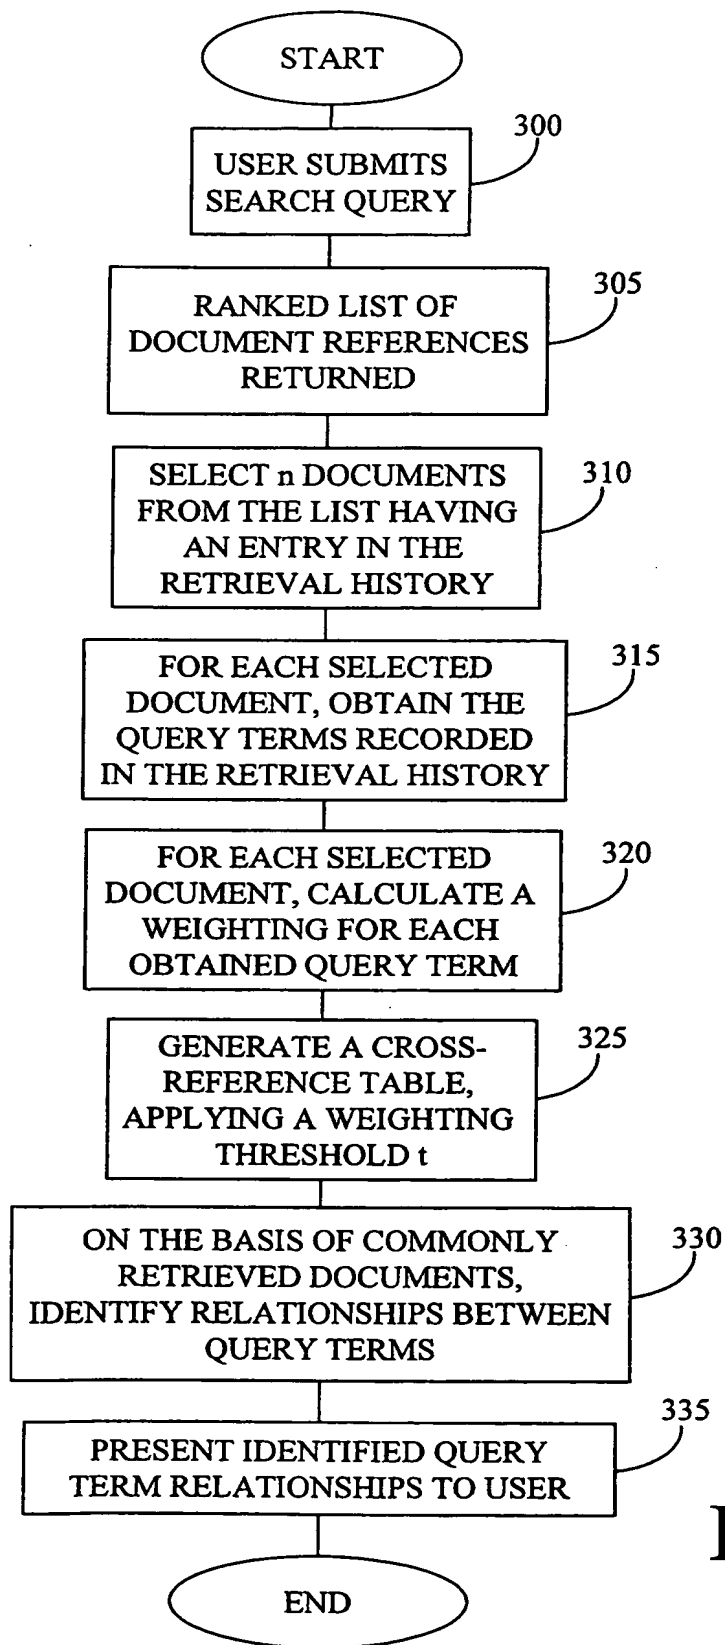 START
300
USER SUBMITS
SEARCH QUERY
305
RANKED LIST OF
DOCUMENT REFERENCES
RETURNED
310
SELECT n DOCUMENTS
FROM THE LIST HAVING
AN ENTRY IN THE
RETRIEVAL HISTORY
315
FOR EACH SELECTED
DOCUMENT, OBTAIN THE
QUERY TERMS RECORDED
IN THE RETRIEVAL HISTORY
320
FOR EACH SELECTED
DOCUMENT, CALCULATE A
WEIGHTING FOR EACH
OBTAINED QUERY TERM
325
GENERATE A CROSS-
REFERENCE TABLE,
APPLYING A WEIGHTING
THRESHOLD t
330
ON THE BASIS OF COMMONLY
RETRIEVED DOCUMENTS,
IDENTIFY RELATIONSHIPS BETWEEN
QUERY TERMS
335
PRESENT IDENTIFIED QUERY
TERM RELATIONSHIPS TO USER
END